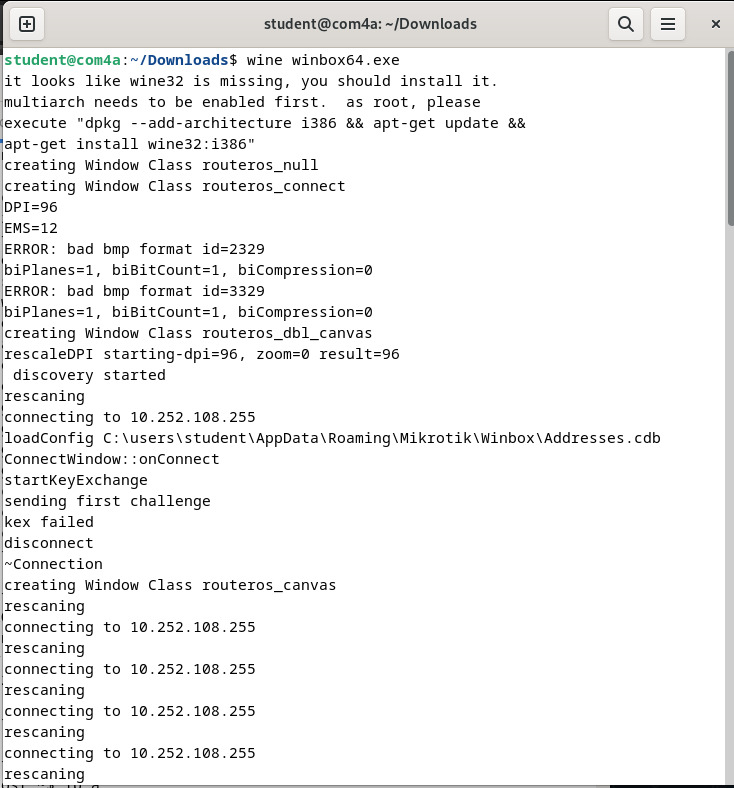 student@com4a: ~/Downloads
student@com4a:~/Downloads$ wine winbox64.exe
it looks like wine32 is missing, you should install it.
multiarch needs to be enabled first.  as root, please
execute "dpkg --add-architecture i386 && apt-get update &&
apt-get install wine32:i386"
creating Window Class routeros_null
creating Window Class routeros_connect
DPI=96
EMS=12
ERROR: bad bmp format id=2329
biPlanes=1, biBitCount=1, biCompression=0
ERROR: bad bmp format id=3329
biPlanes=1, biBitCount=1, biCompression=0
creating Window Class routeros_dbl_canvas
rescaleDPI starting-dpi=96, zoom=0 result=96
 discovery started
rescaning
connecting to 10.252.108.255
loadConfig C:\users\student\AppData\Roaming\Mikrotik\Winbox\Addresses.cdb
ConnectWindow::onConnect
startKeyExchange
sending first challenge
kex failed
disconnect
~Connection
creating Window Class routeros_canvas
rescaning
connecting to 10.252.108.255
rescaning
connecting to 10.252.108.255
rescaning
connecting to 10.252.108.255
rescaning
connecting to 10.252.108.255
rescaning